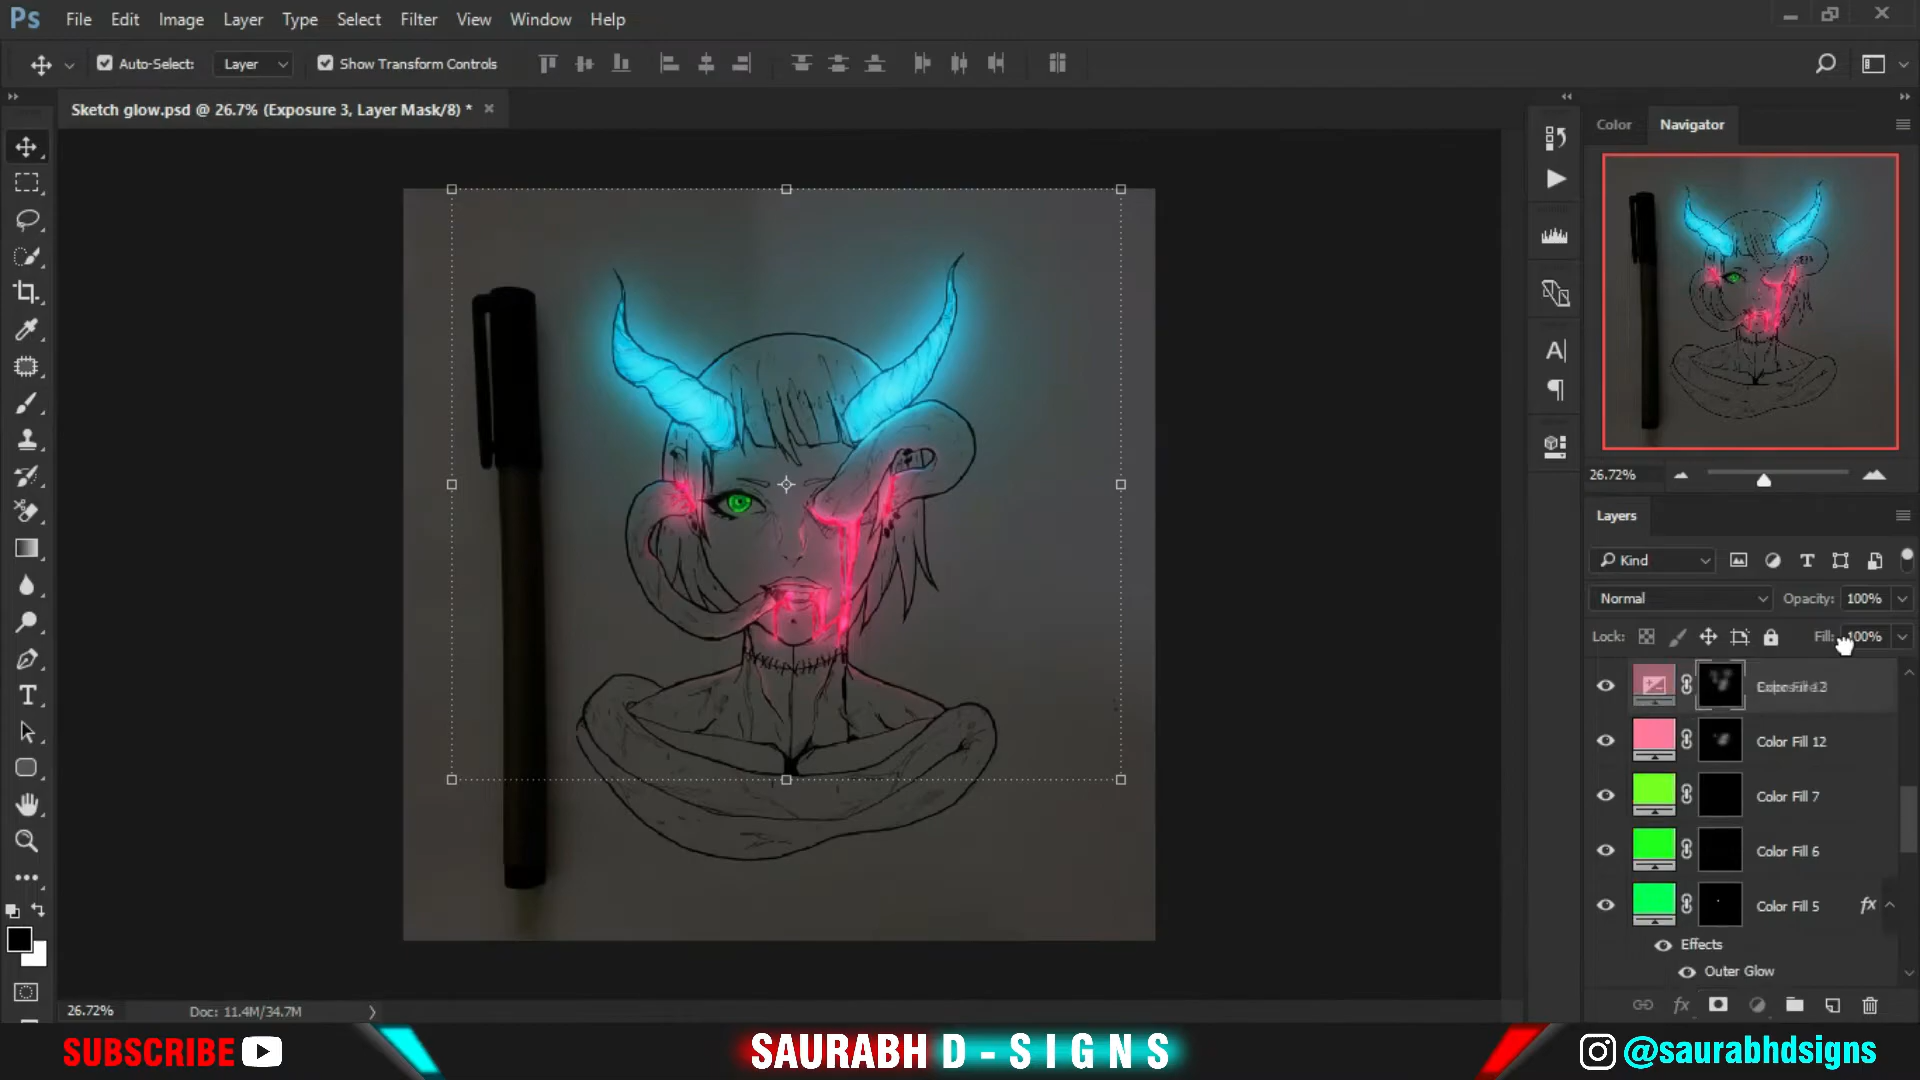 Ps File Edit Image Layer Type Select Filter View Window Help
Auto-Select: Layer Show Transform Controls
Sketch glow.psd @ 26.7% (Exposure 3, Layer Mask/8) *
Color Navigator
26.72%
Layers
Kind
Normal Opacity: 100%
Lock: Fill: 100%
Color Fill 12
Color Fill 7
Color Fill 6
Color Fill 5 fx
Effects
Outer Glow
26.72% Doc: 11.4M/34.7M
SUBSCRIBE SAURABH D-SIGNS @saurabhdsigns